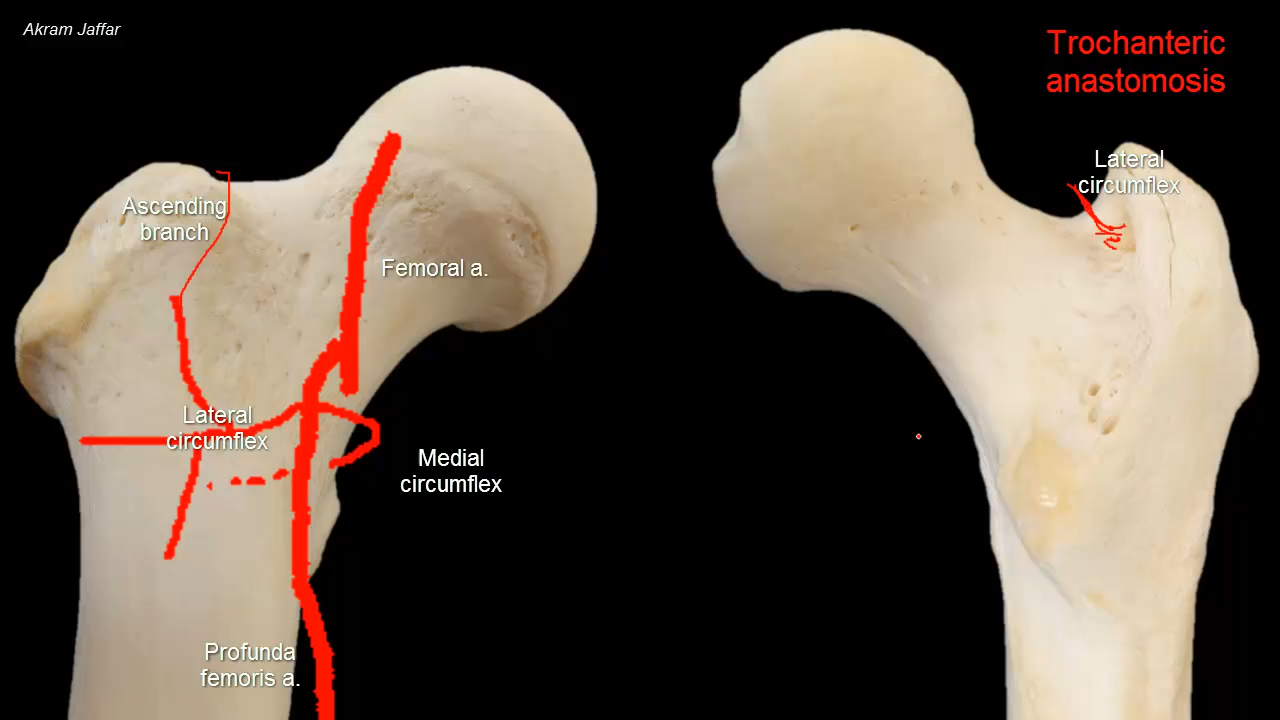 Akram Jaffar
Trochanteric
anastomosis
Ascending
branch
Femoral a.
Lateral
circumflex
Lateral
circumflex
Medial
circumflex
Profunda
femoris a.